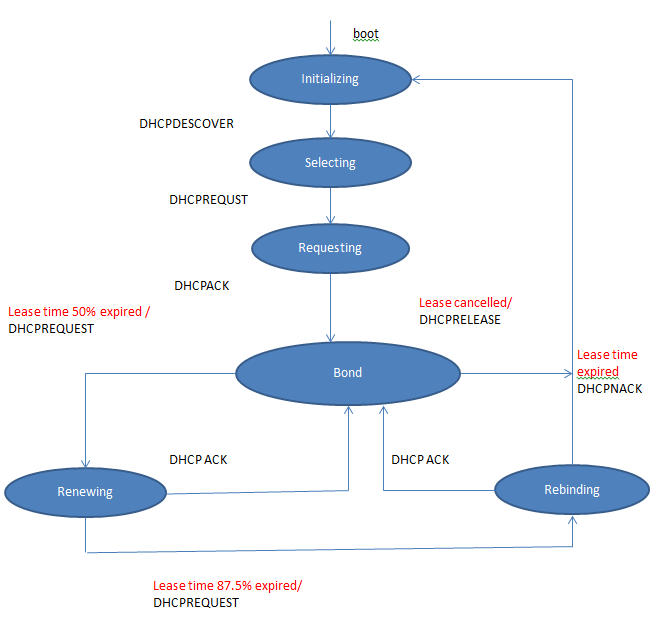 boot
Initializing
DHCPDESCOVER
Selecting
DHCPREQUST
Requesting
DHCPACK
Lease time 50% expired /
DHCPREQUEST
Lease cancelled/
DHCPRELEASE
Bond
Lease time
expired
DHCPNACK
DHCP ACK
DHCP ACK
Renewing
Rebinding
Lease time 87.5% expired/
DHCPREQUEST